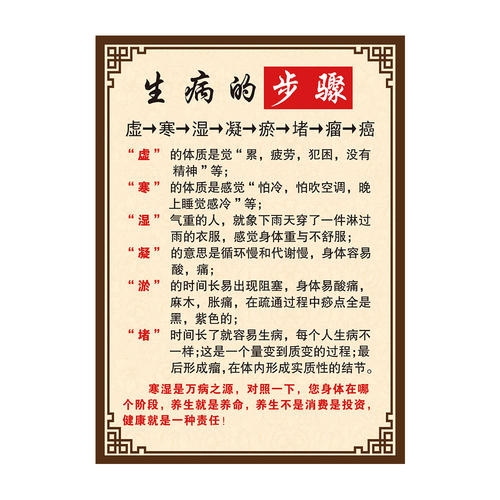 生病的步骤
虚→寒→湿→凝→瘀→堵→瘤→癌
“虚” 的体质是觉“累，疲劳，犯困，没有
精神”等；
“寒” 的体质是感觉“怕冷，怕吹空调，晚
上睡觉感冷”等；
“湿” 气重的人，就象下雨天穿了一件淋过
雨的衣服，感觉身体重与不舒服；
“凝” 的意思是循环慢和代谢慢，身体容易
酸，痛；
“淤” 的时间长易出现阻塞，身体易酸痛，
麻木，胀痛，在疏通过程中痧点全是
黑，紫色的；
“堵” 时间长了就容易生病，每个人生病不
一样；这是一个量变到质变的过程；最
后形成瘤，在体内形成实质性的结节。
寒湿是万病之源，对照一下，您身体在哪
个阶段，养生就是养命，养生不是消费是投资，
健康就是一种责任！